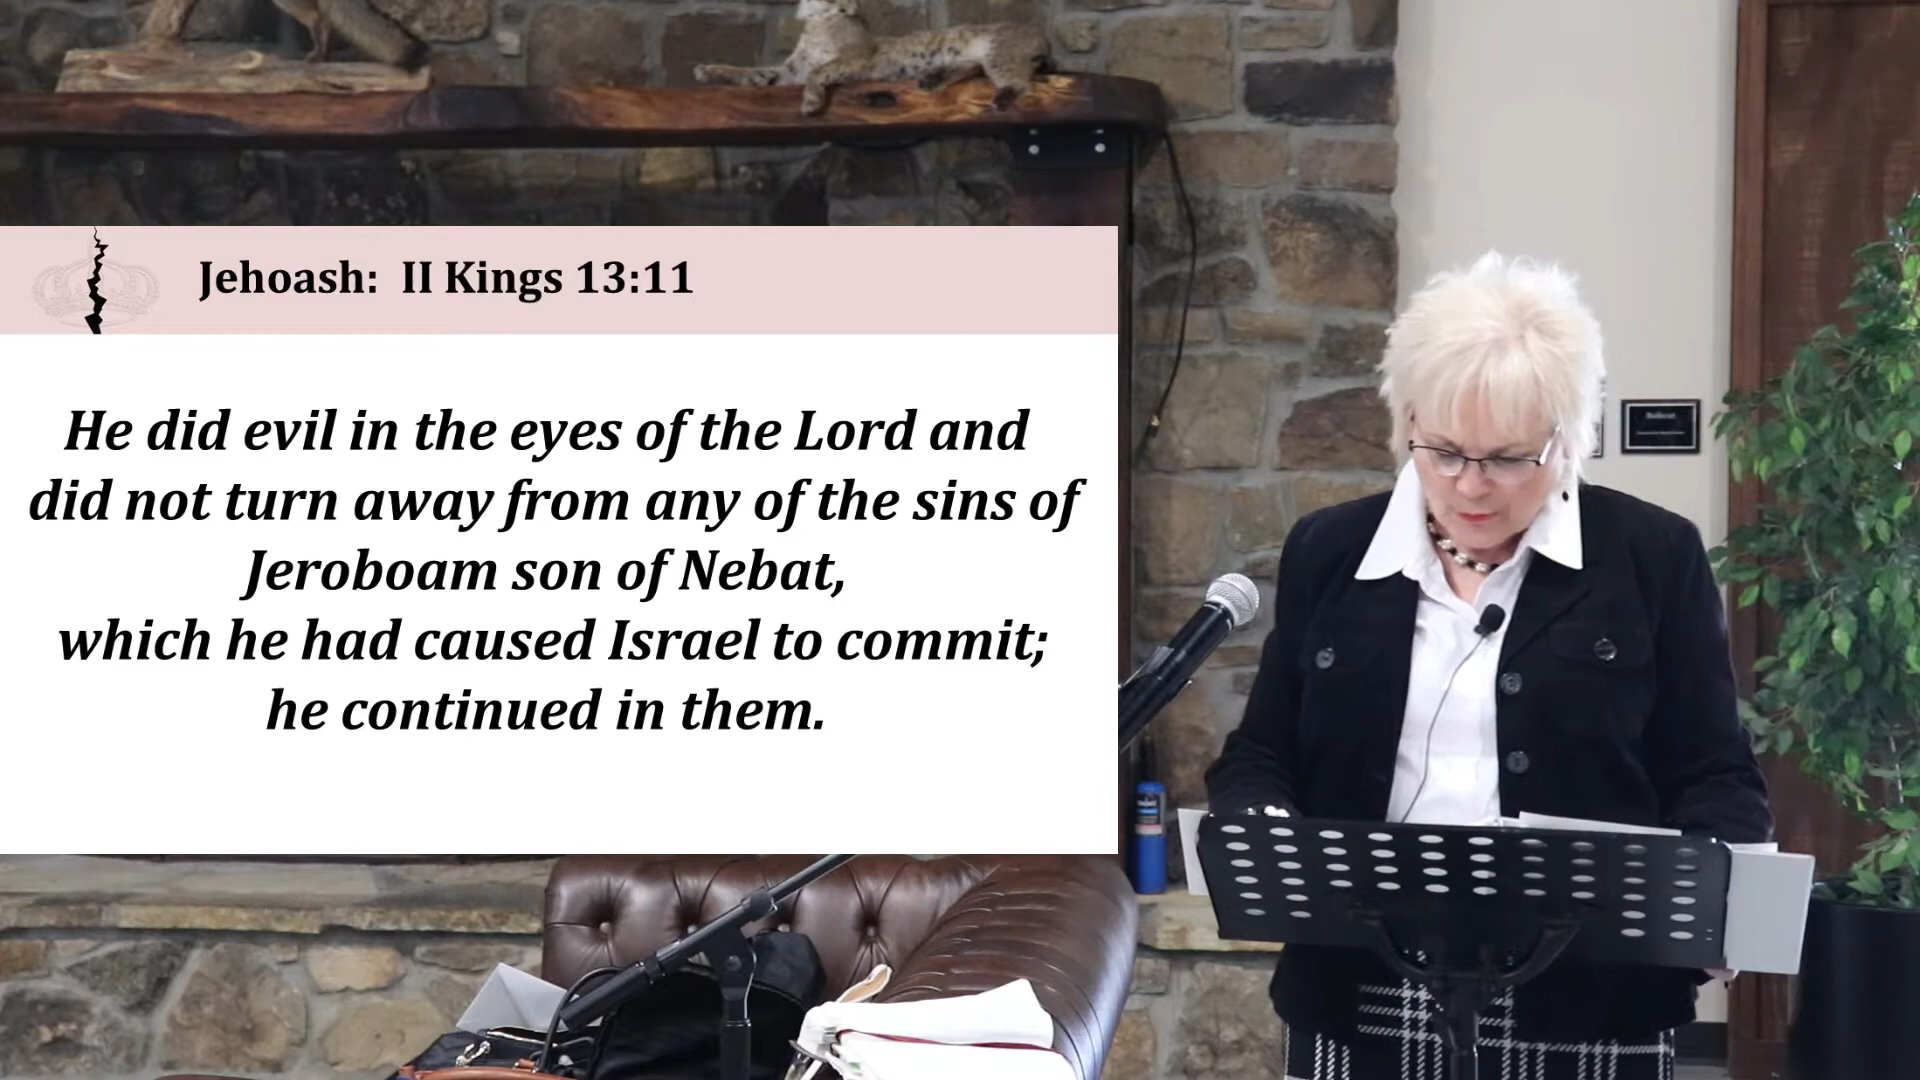 Jehoash: II Kings 13:11
He did evil in the eyes of the Lord and
did not turn away from any of the sins of
Jeroboam son of Nebat,
which he had caused Israel to commit;
he continued in them.
Bobcat